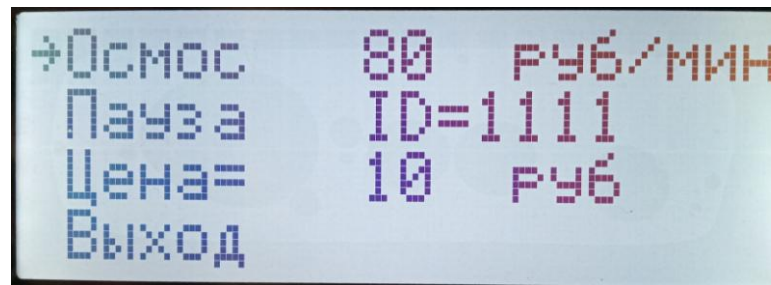 →Осмос 80 руб/мин
Пауза ID=1111
Цена= 10 руб
Выход